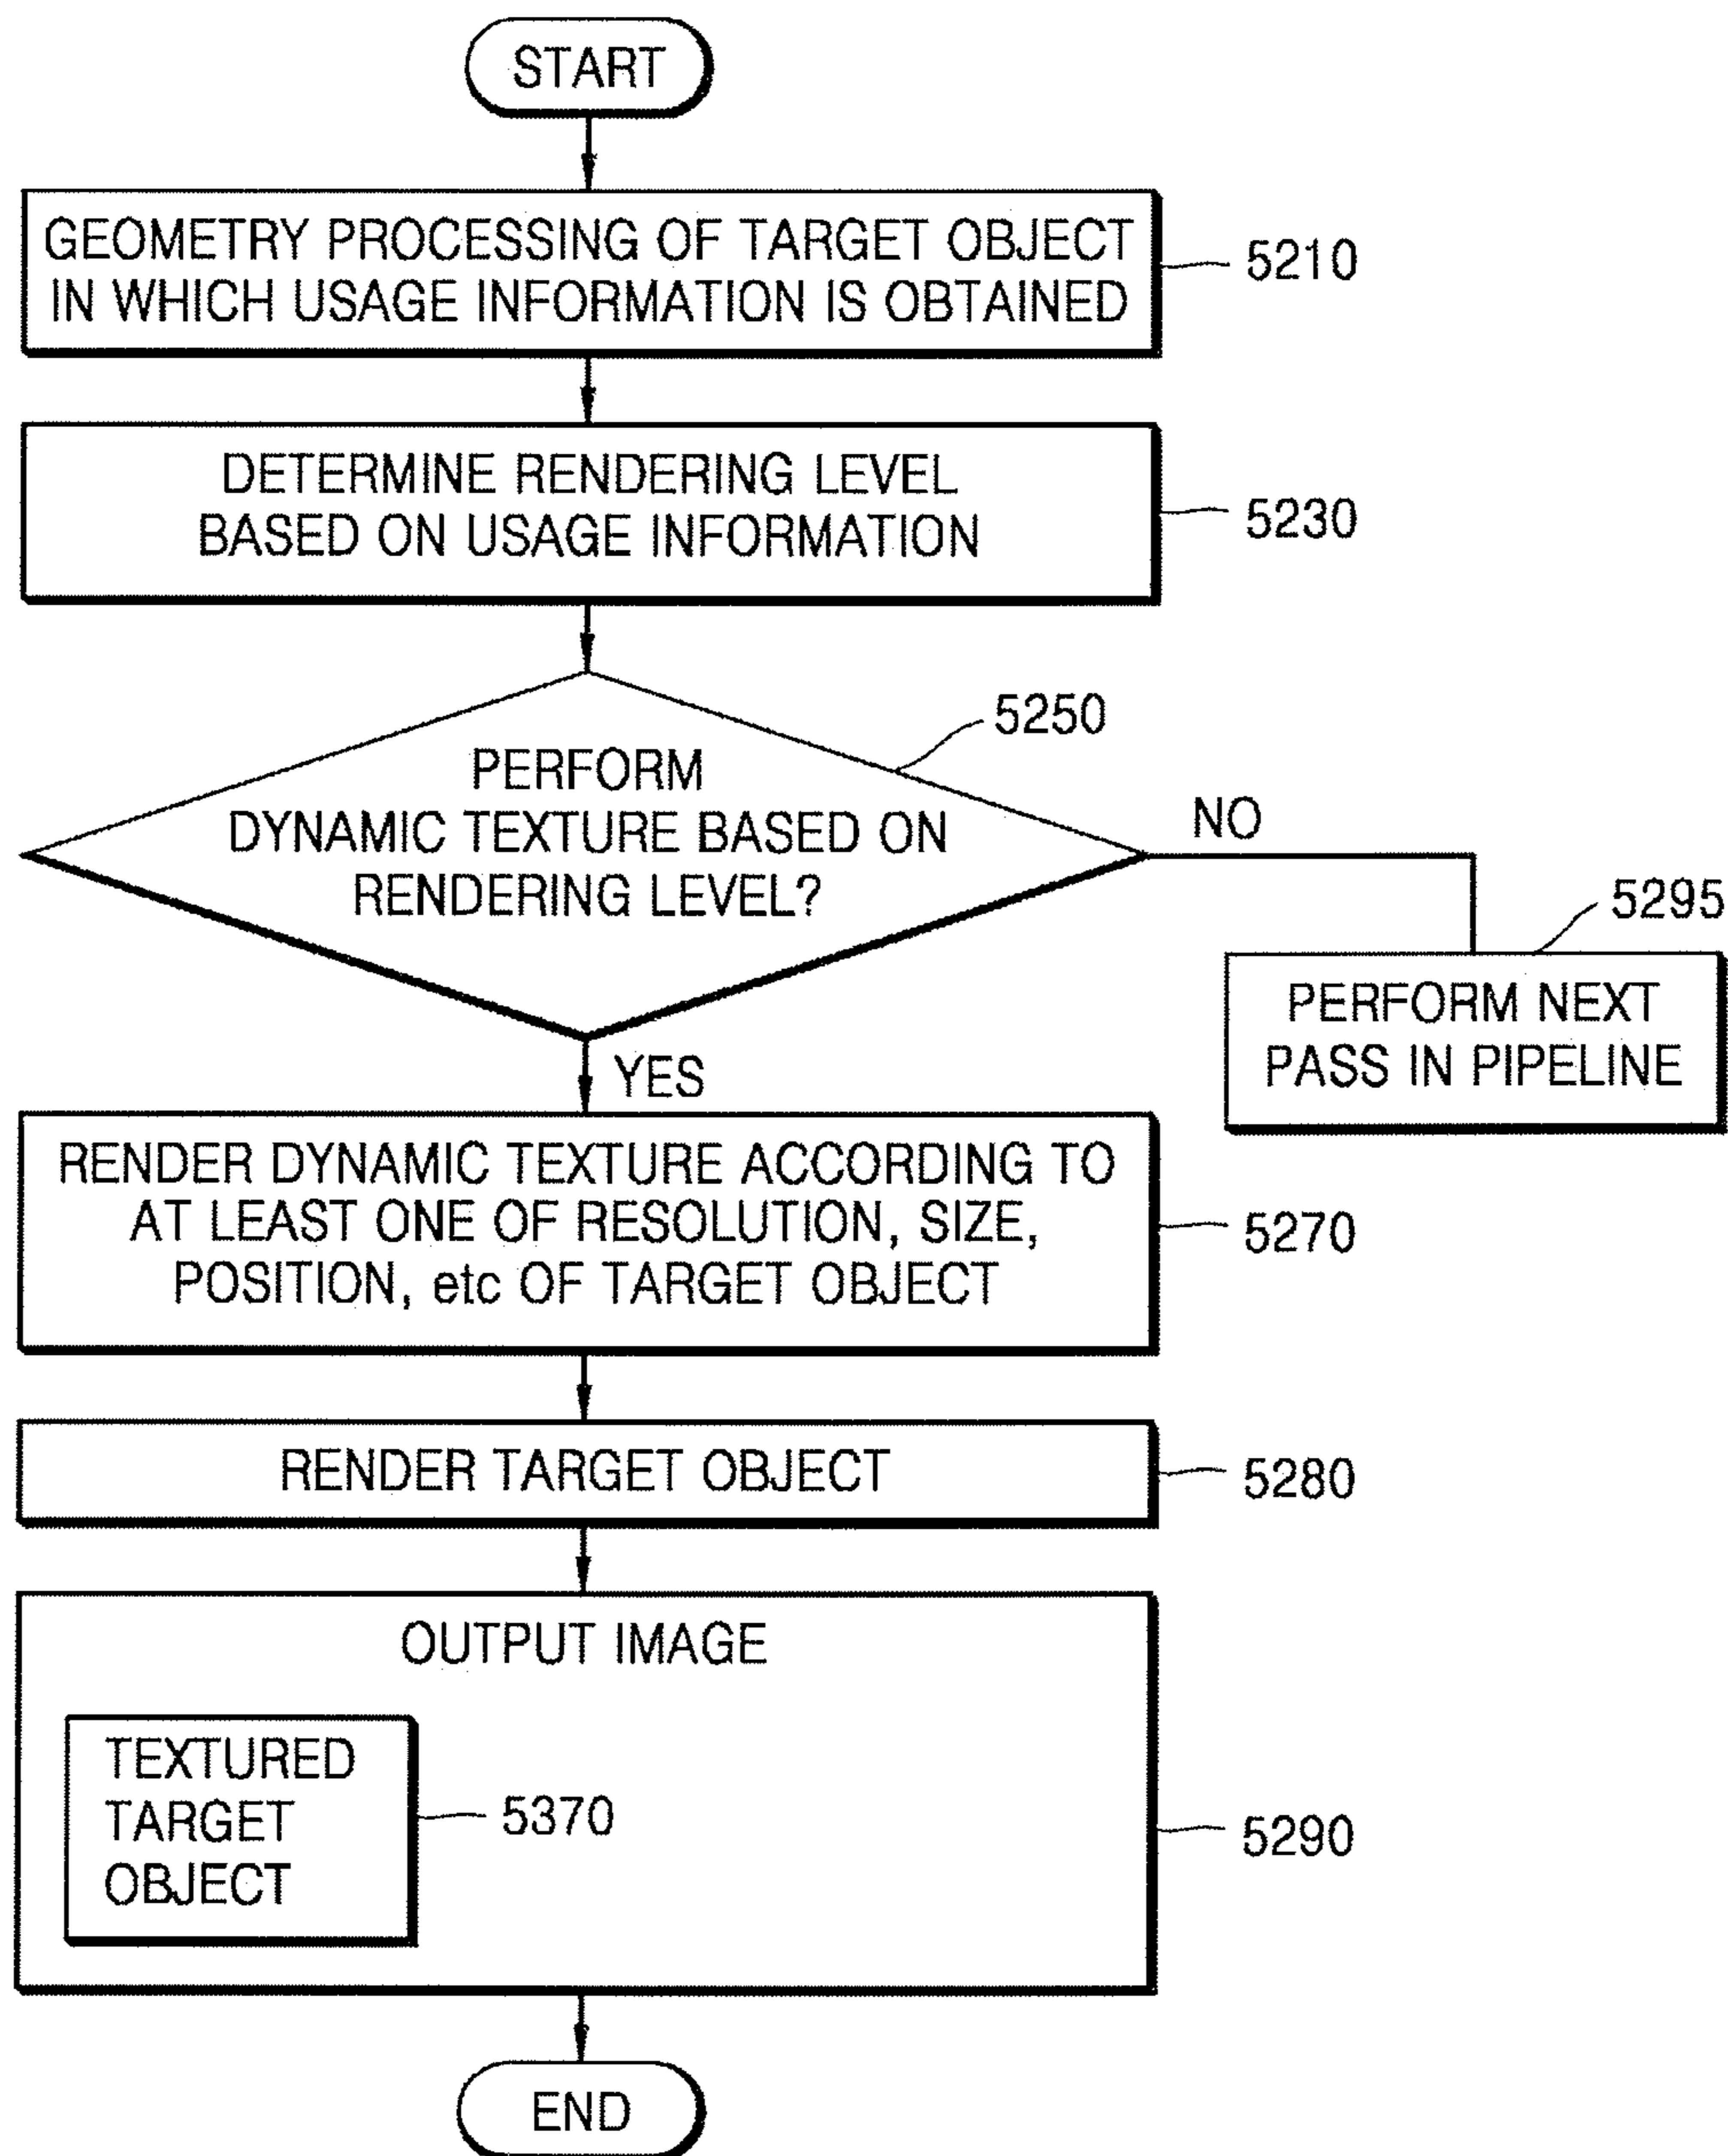 START
GEOMETRY PROCESSING OF TARGET OBJECT
IN WHICH USAGE INFORMATION IS OBTAINED
5210
DETERMINE RENDERING LEVEL
BASED ON USAGE INFORMATION
5230
5250
PERFORM
DYNAMIC TEXTURE BASED ON
RENDERING LEVEL?
NO
5295
PERFORM NEXT
PASS IN PIPELINE
YES
RENDER DYNAMIC TEXTURE ACCORDING TO
AT LEAST ONE OF RESOLUTION, SIZE,
POSITION, etc OF TARGET OBJECT
5270
RENDER TARGET OBJECT
5280
OUTPUT IMAGE
TEXTURED
TARGET
OBJECT
5370
5290
END